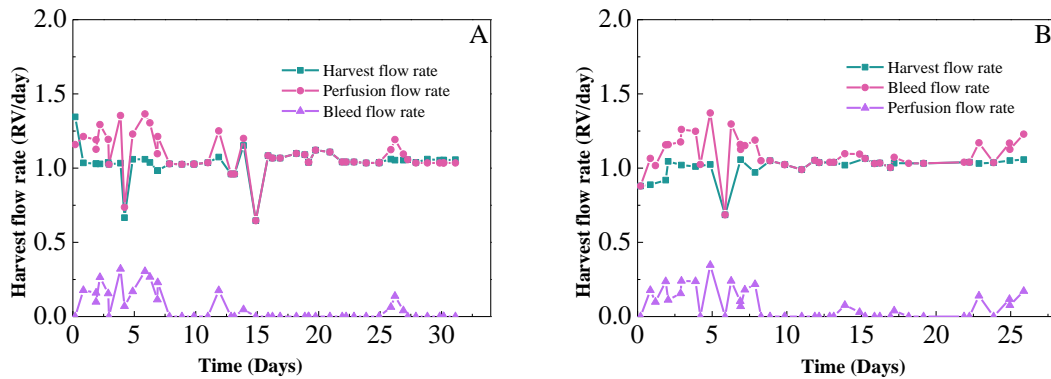 A
Harvest flow rate (RV/day)
2.0
1.5
1.0
0.5
0.0
Harvest flow rate
Perfusion flow rate
Bleed flow rate
0 5 10 15 20 25 30
Time (Days)
B
Harvest flow rate (RV/day)
2.0
1.5
1.0
0.5
0.0
Harvest flow rate
Bleed flow rate
Perfusion flow rate
0 5 10 15 20 25
Time (Days)